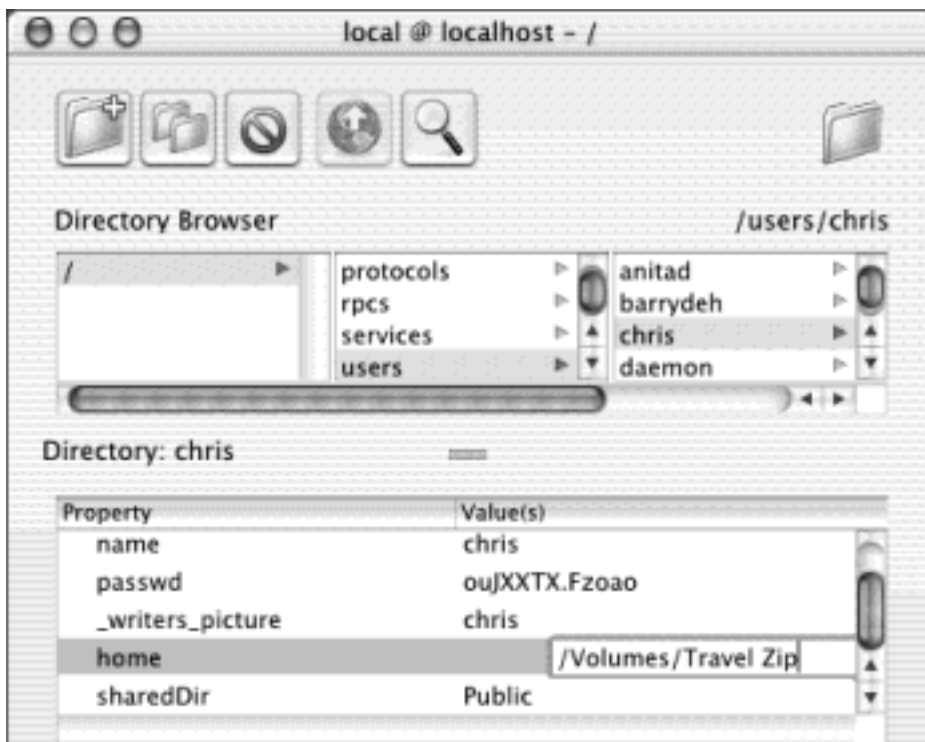 local @ localhost - /
Directory Browser
/users/chris
/
protocols
rpcs
services
users
anitad
barrydeh
chris
daemon
Directory: chris
Property Value(s)
name chris
passwd ouJXXTX.Fzoao
_writers_picture chris
home /Volumes/Travel Zip
sharedDir Public